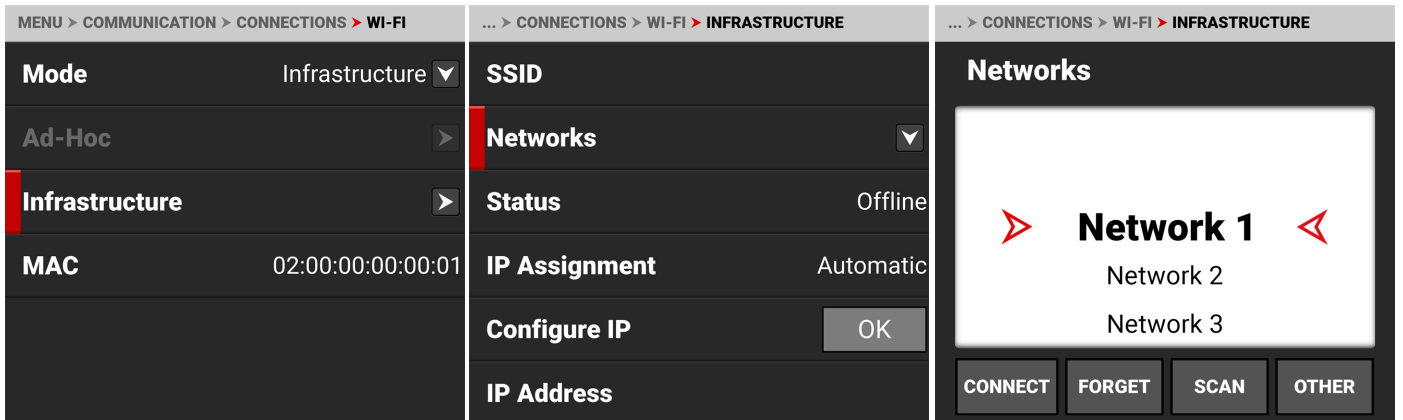 MENU > COMMUNICATION > CONNECTIONS > WI-FI
Mode Infrastructure
Ad-Hoc
Infrastructure
MAC 02:00:00:00:00:01
... > CONNECTIONS > WI-FI > INFRASTRUCTURE
SSID
Networks
Status Offline
IP Assignment Automatic
Configure IP OK
IP Address
... > CONNECTIONS > WI-FI > INFRASTRUCTURE
Networks
Network 1
Network 2
Network 3
CONNECT FORGET SCAN OTHER